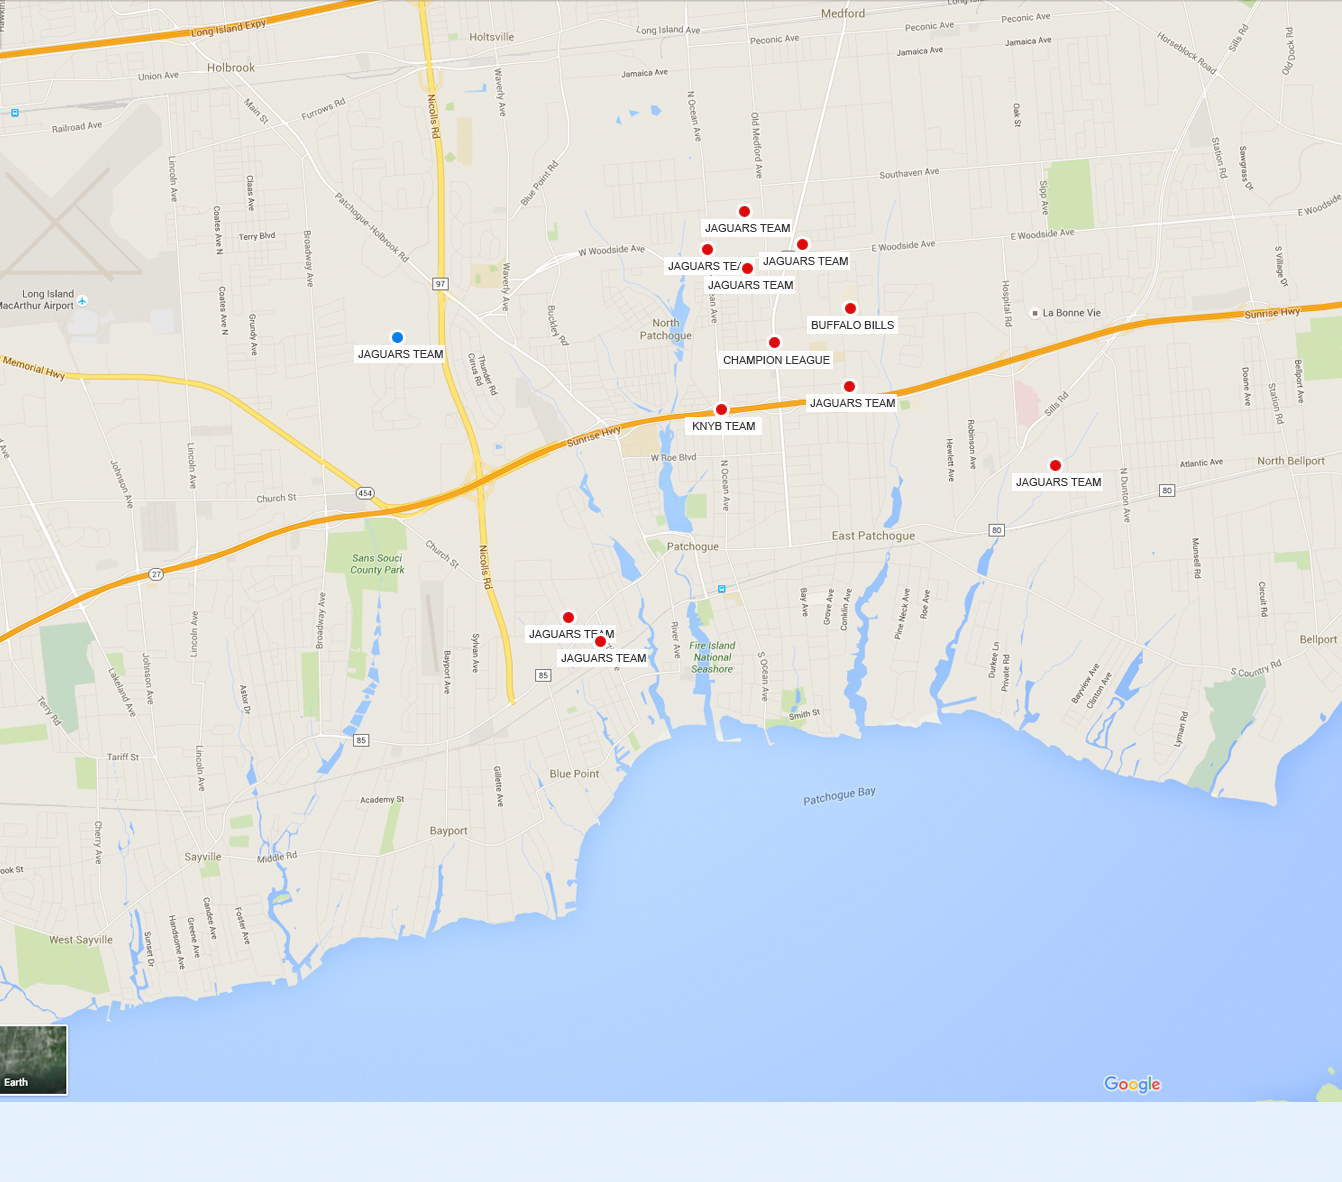 Medford
Long Island Expy
Holtsville
Long Island Ave
Peconic Ave
Peconic Ave
Jamaica Ave
Jamaica Ave
Horseblock Road
Sills Rd
Old Dock Rd
Holbrook
Union Ave
Jamaica Ave
Waverly Ave
Main St
Furrows Rd
Nicolls Rd
N Ocean Ave
Old Medford Ave
Oak St
Railroad Ave
Station Rd
Sawgrass Dr
Lincoln Ave
Claas Ave
Southaven Ave
Sipp Ave
Blue Point Rd
Patchogue-Holbrook Rd
Coates Ave N
Terry Blvd
Broadway Ave
JAGUARS TEAM
E Woodside
E Woodside Ave
E Woodside Ave
W Woodside Ave
S Village Dr
JAGUARS TEAM
JAGUARS TEA
JAGUARS TEAM
Waverly Ave
97
Long Island
MacArthur Airport
Coates Ave N
Grundy Ave
Buckley Rd
an Ave
Hospital Rd
La Bonne Vie
Sunrise Hwy
North
Patchogue
BUFFALO BILLS
JAGUARS TEAM
CHAMPION LEAGUE
Memorial Hwy
Thunder Rd
Cirrus Rd
Doane Ave
Station Rd
Bellport Ave
JAGUARS TEAM
Sills Rd
KNYB TEAM
Sunrise Hwy
Robinson Ave
Hewlett Ave
W Roe Blvd
N Ocean Ave
Johnson Ave
Lincoln Ave
Atlantic Ave
North Bellport
JAGUARS TEAM
N Dunton Ave
80
454
Church St
80
East Patchogue
Patchogue
Church St
Nicolls Rd
Sans Souci
County Park
Munsell Rd
27
Bay Ave
Grove Ave
Conklin Ave
Pine Neck Ave
Roe Ave
Circuit Rd
Broadway Ave
Lincoln Ave
JAGUARS TEAM
JAGUARS TEAM
River Ave
Fire Island
National
Seashore
S Ocean Ave
Durkee Ln
Private Rd
Bellport
S Country Rd
Sylvan Ave
Bayport Ave
85
Johnson Ave
Lakeland Ave
Astor Dr
Terry Rd
Bayview Ave
Clinton Ave
Smith St
Lyman Rd
85
Tariff St
Lincoln Ave
Gillette Ave
Blue Point
Patchogue Bay
Academy St
Bayport
Cherry Ave
Sayville
Middle Rd
ook St
West Sayville
Sunset Dr
Handsome Ave
Greene Ave
Candee Ave
Foster Ave
Earth
Google